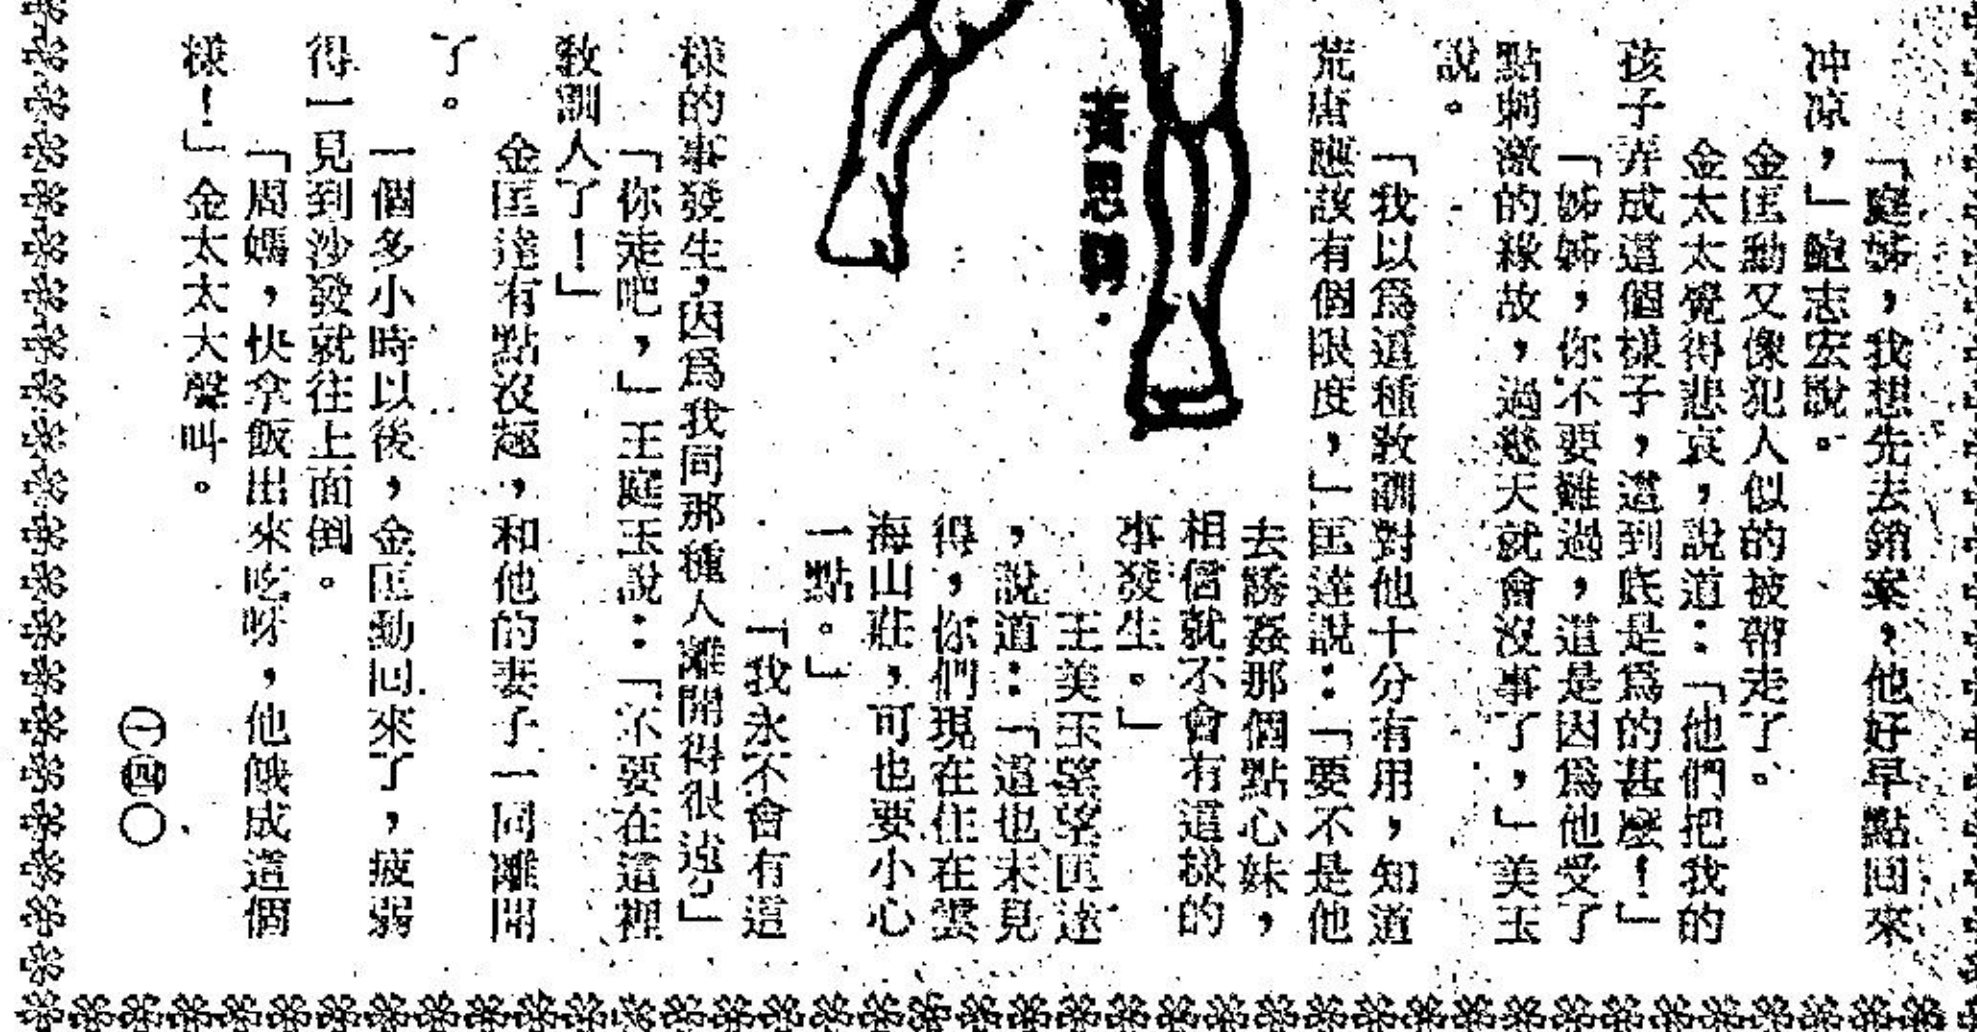 「庭姊，我想先去銷案，他好早點回來
冲凉，」鮑志宏說。
金匡勳又像犯人似的被帶走了。
金太太覺得悲哀，說道：「他們把我的
孩子弄成這個樣子，這到底是爲的甚麽！」
「姊姊，你不要難過，這是因爲他受了
點刺激的緣故，過幾天就會沒事了，」美玉
說。
「我以爲這種敎訓對他十分有用，知道
荒唐應該有個限度，」匡達說：「要不是他
去誘姦那個點心妹，
相信就不會有這樣的
事發生。」
王美玉望望匡達
，說道：「這也未見
得，你們現在住在雲
海山莊，可也要小心
一點。」
「我永不會有這
樣的事發生，因爲我同那種人離開得很遠」
「你走吧，」王庭玉說：「不要在這裡
敎訓人了！」
金匡達有點沒趣，和他的妻子一同離開
了。
一個多小時以後，金匡勳回來了，疲弱
得一見到沙發就往上面倒。
「周媽，快拿飯出來吃呀，他餓成這個
樣！」金太太大聲叫。
一四〇
黃思